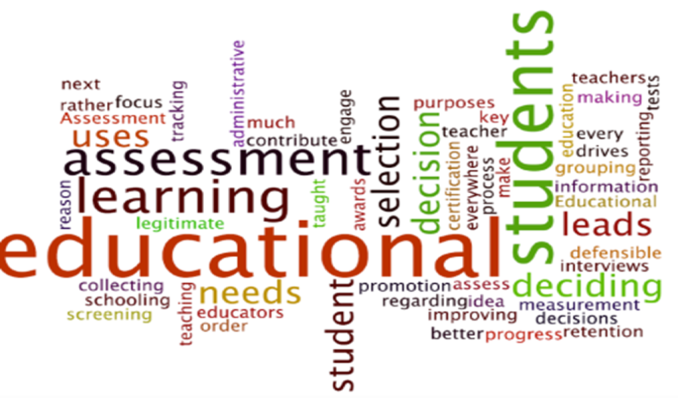 next
rather
focus
Assessment
tracking
uses
administrative
much
contribute
engage
assessment
reason
learning
legitimate
taught
awards
selection
educational
purposes
key
teacher
decision
certification
everywhere
process
make
students
teachers
making
tests
education
every
drives
reporting
grouping
information
Educational
leads
defensible
interviews
collecting
schooling
screening
teaching
needs
educators
order
student
promotion
assess
regarding
idea
improving
better
progress
retention
deciding
measurement
decisions